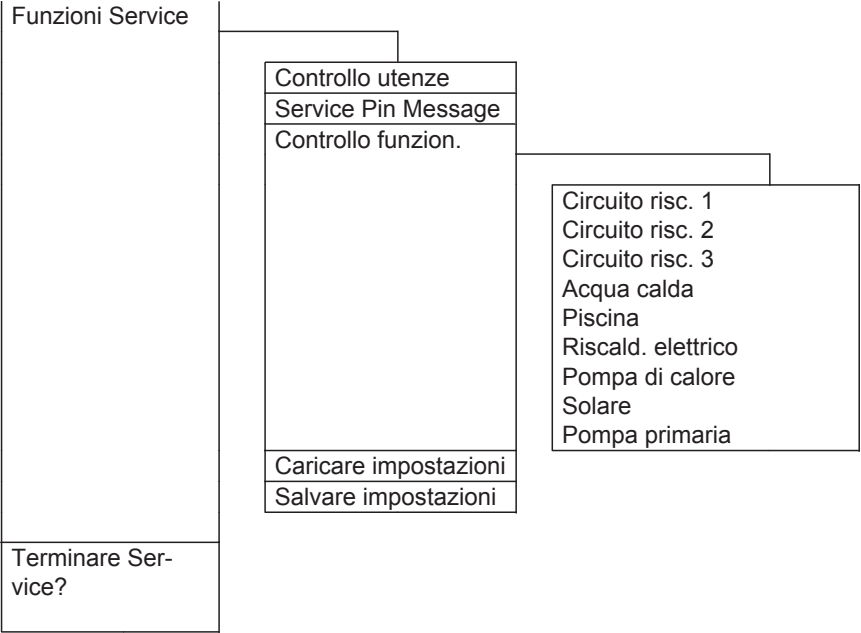 Funzioni Service
Controllo utenze
Service Pin Message
Controllo funzion.
Circuito risc. 1
Circuito risc. 2
Circuito risc. 3
Acqua calda
Piscina
Riscald. elettrico
Pompa di calore
Solare
Pompa primaria
Caricare impostazioni
Salvare impostazioni
Terminare Ser-
vice?